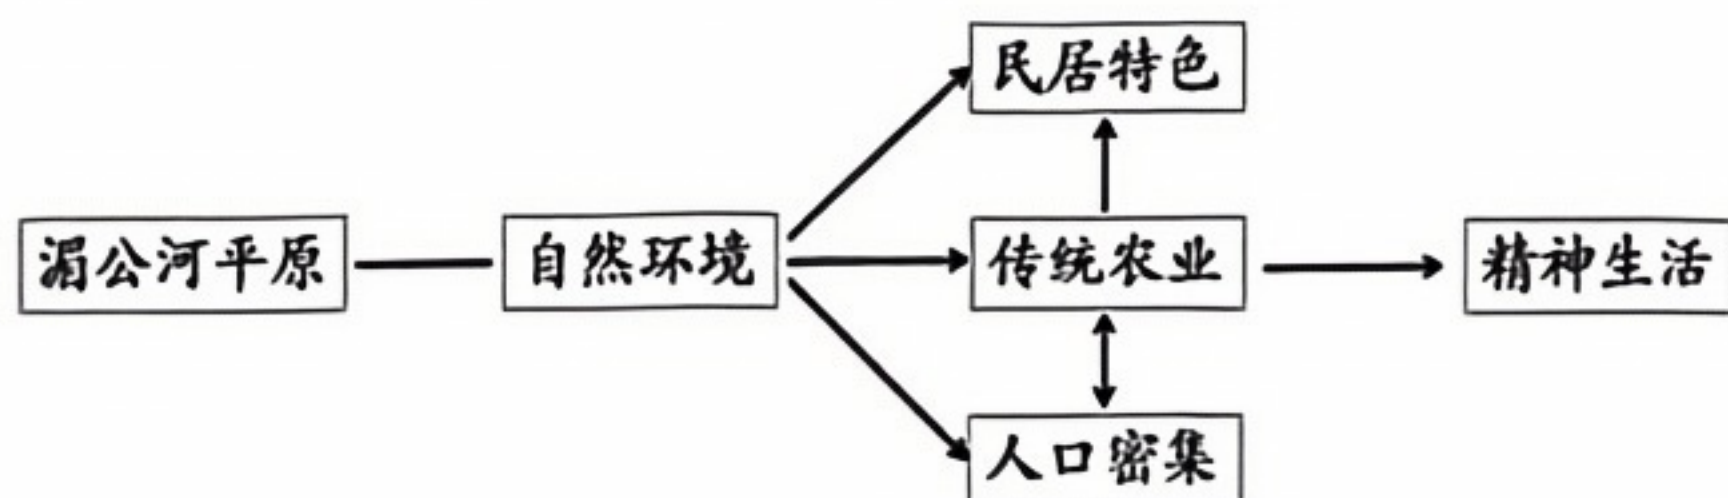 民居特色
湄公河平原
自然环境
传统农业
精神生活
人口密集